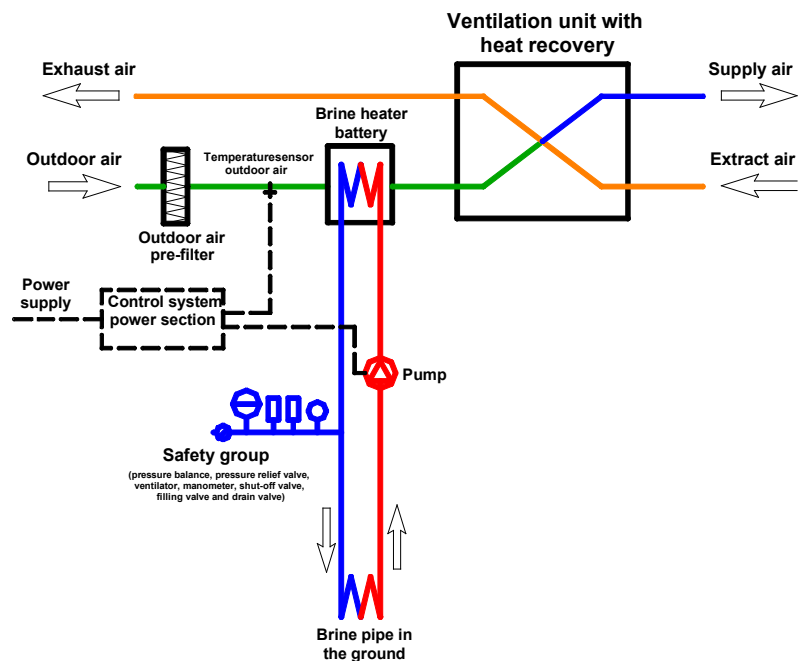 Ventilation unit with
heat recovery
Exhaust air
Supply air
Brine heater
battery
Outdoor air
Temperaturesensor
outdoor air
Extract air
Outdoor air
pre-filter
Power
supply
Control system
power section
Pump
Safety group
(pressure balance, pressure relief valve,
ventilator, manometer, shut-off valve,
filling valve and drain valve)
Brine pipe in
the ground